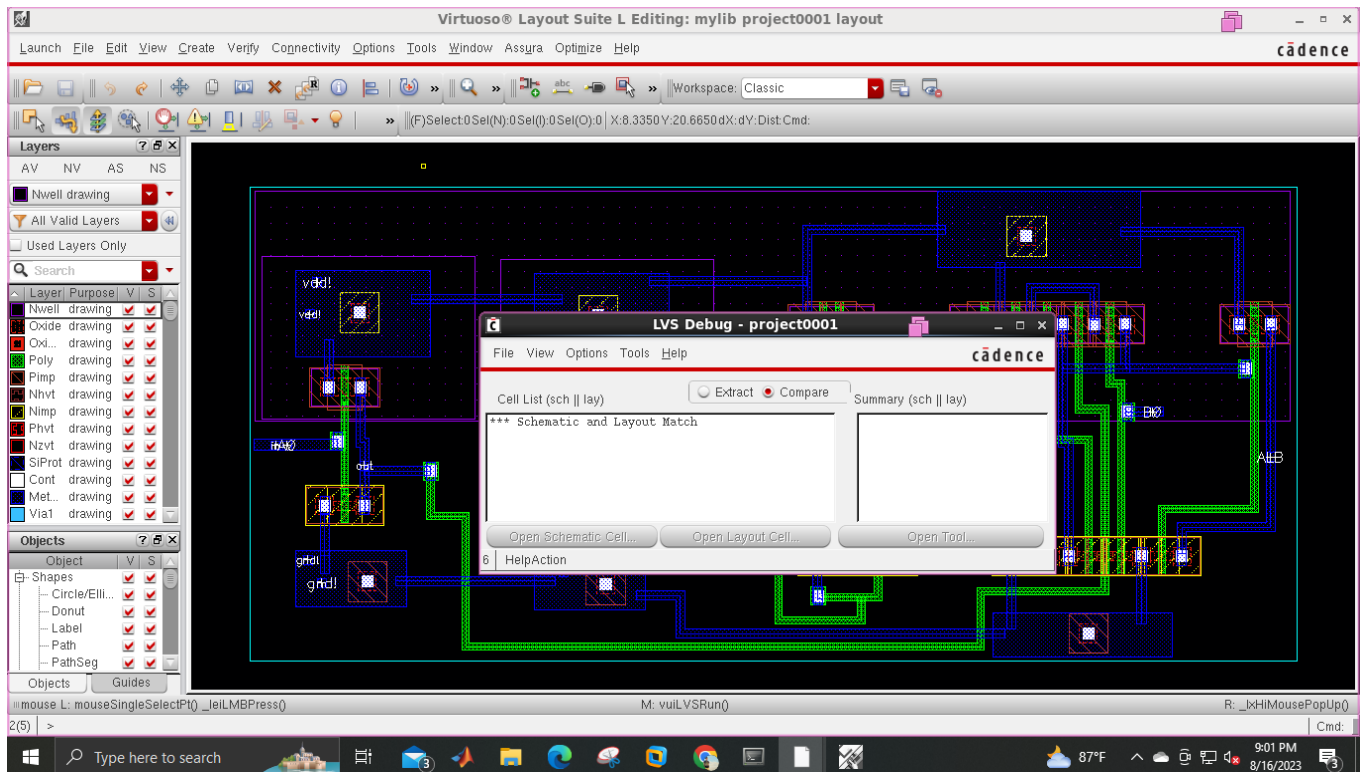 Virtuoso® Layout Suite L Editing: mylib project0001 layout
Launch File Edit View Create Verify Connectivity Options Tools Window Assura Optimize Help
cādence
R
abc
»
»
»
Workspace: Classic
» (F)Select:0 Sel(N):0 Sel(I):0 Sel(O):0 X:8.3350 Y:20.6650 dX: dY: Dist: Cmd:
Layers
AV NV AS NS
Nwell drawing
All Valid Layers
Used Layers Only
Search
Layer Purpose V S
Nwell drawing
Oxide drawing
Oxi... drawing
Poly drawing
Pimp drawing
Nhvt drawing
Nimp drawing
Phvt drawing
Nzvt drawing
SiProt drawing
Cont drawing
Met... drawing
Via1 drawing
Objects
Object V S
Shapes
Circle/Elli...
Donut
Label
Path
PathSeg
Objects Guides
vdd!
vdd!
out
gnd!
gnd!
LVS Debug - project0001
File View Options Tools Help
cādence
Extract Compare
Cell List (sch || lay) Summary (sch || lay)
*** Schematic and Layout Match
Open Schematic Cell... Open Layout Cell... Open Tool...
6 HelpAction
mouse L: mouseSingleSelectPt() _leiLMBPress() M: vuiLVSRun() R: _lxHiMousePopUp()
2(5) > Cmd:
Type here to search
3
87°F
9:01 PM
8/16/2023
3